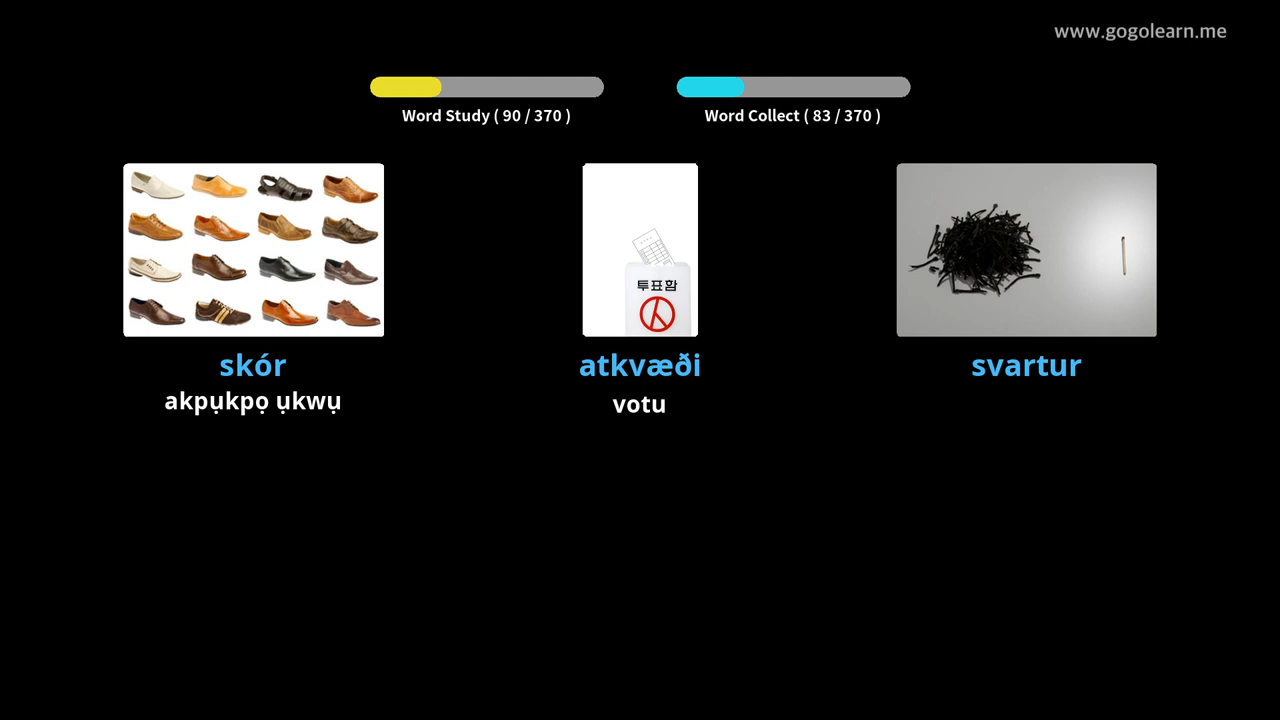 www.gogolearn.me
Word Study ( 90 / 370 )
Word Collect ( 83 / 370 )
투표함
skór
atkvæði
svartur
akpụkpọ ụkwụ
votu